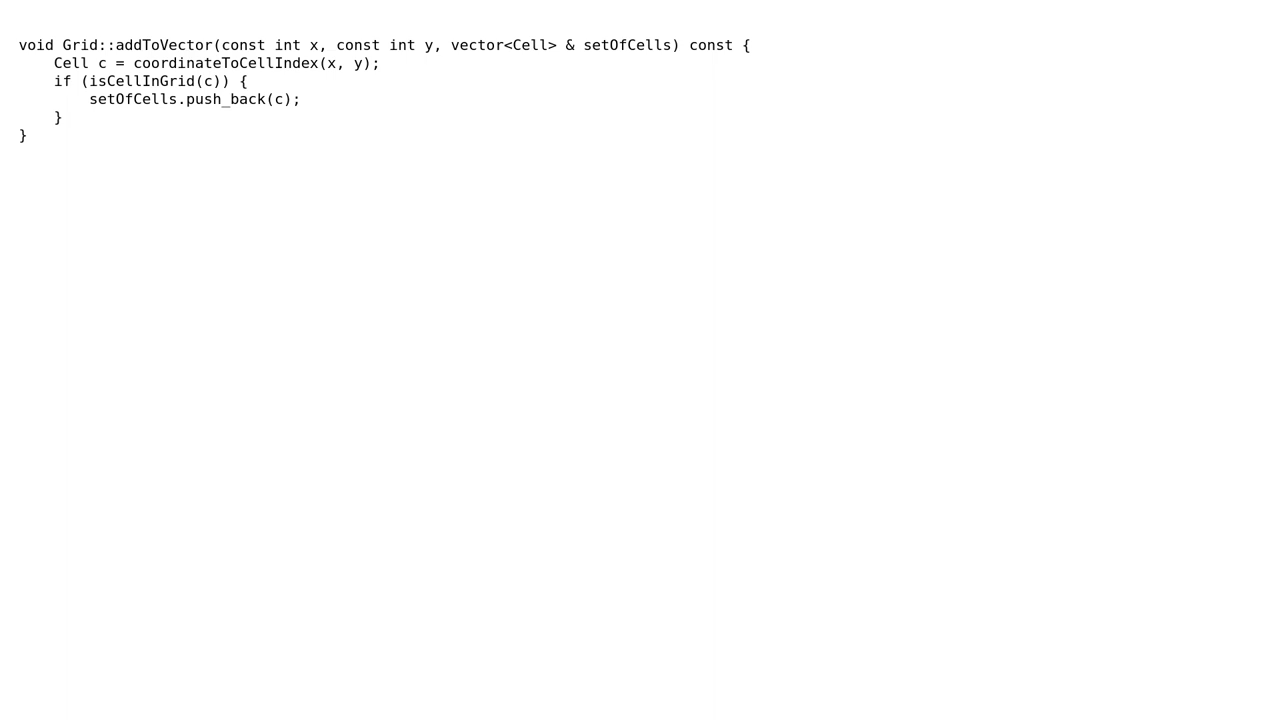 void Grid::addToVector(const int x, const int y, vector<Cell> & setOfCells) const {
    Cell c = coordinateToCellIndex(x, y);
    if (isCellInGrid(c)) {
        setOfCells.push_back(c);
    }
}